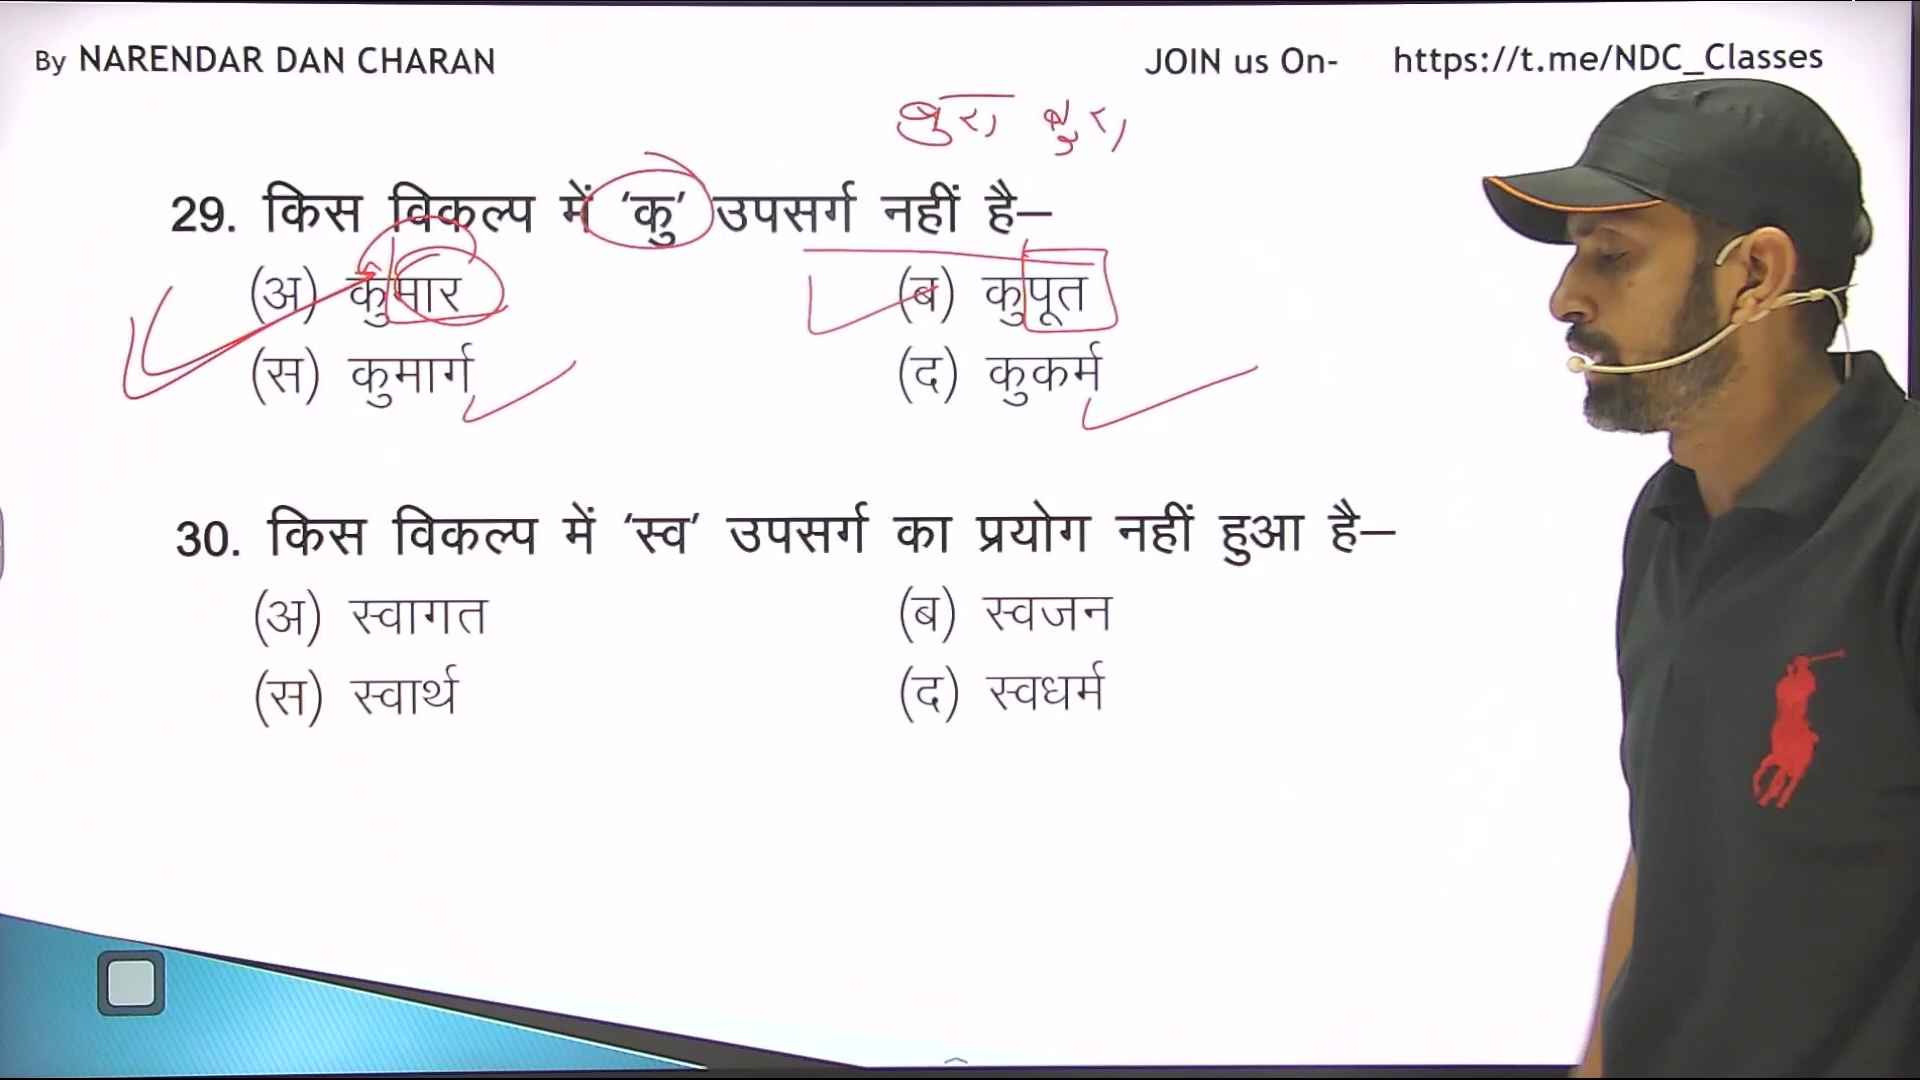 By NARENDAR DAN CHARAN JOIN us On- https://t.me/NDC_Classes
बुरा बुरा
29. किस विकल्प में ‘कु’ उपसर्ग नहीं है–
(अ) कुमार (ब) कुपूत
(स) कुमार्ग (द) कुकर्म
30. किस विकल्प में ‘स्व’ उपसर्ग का प्रयोग नहीं हुआ है–
(अ) स्वागत (ब) स्वजन
(स) स्वार्थ (द) स्वधर्म